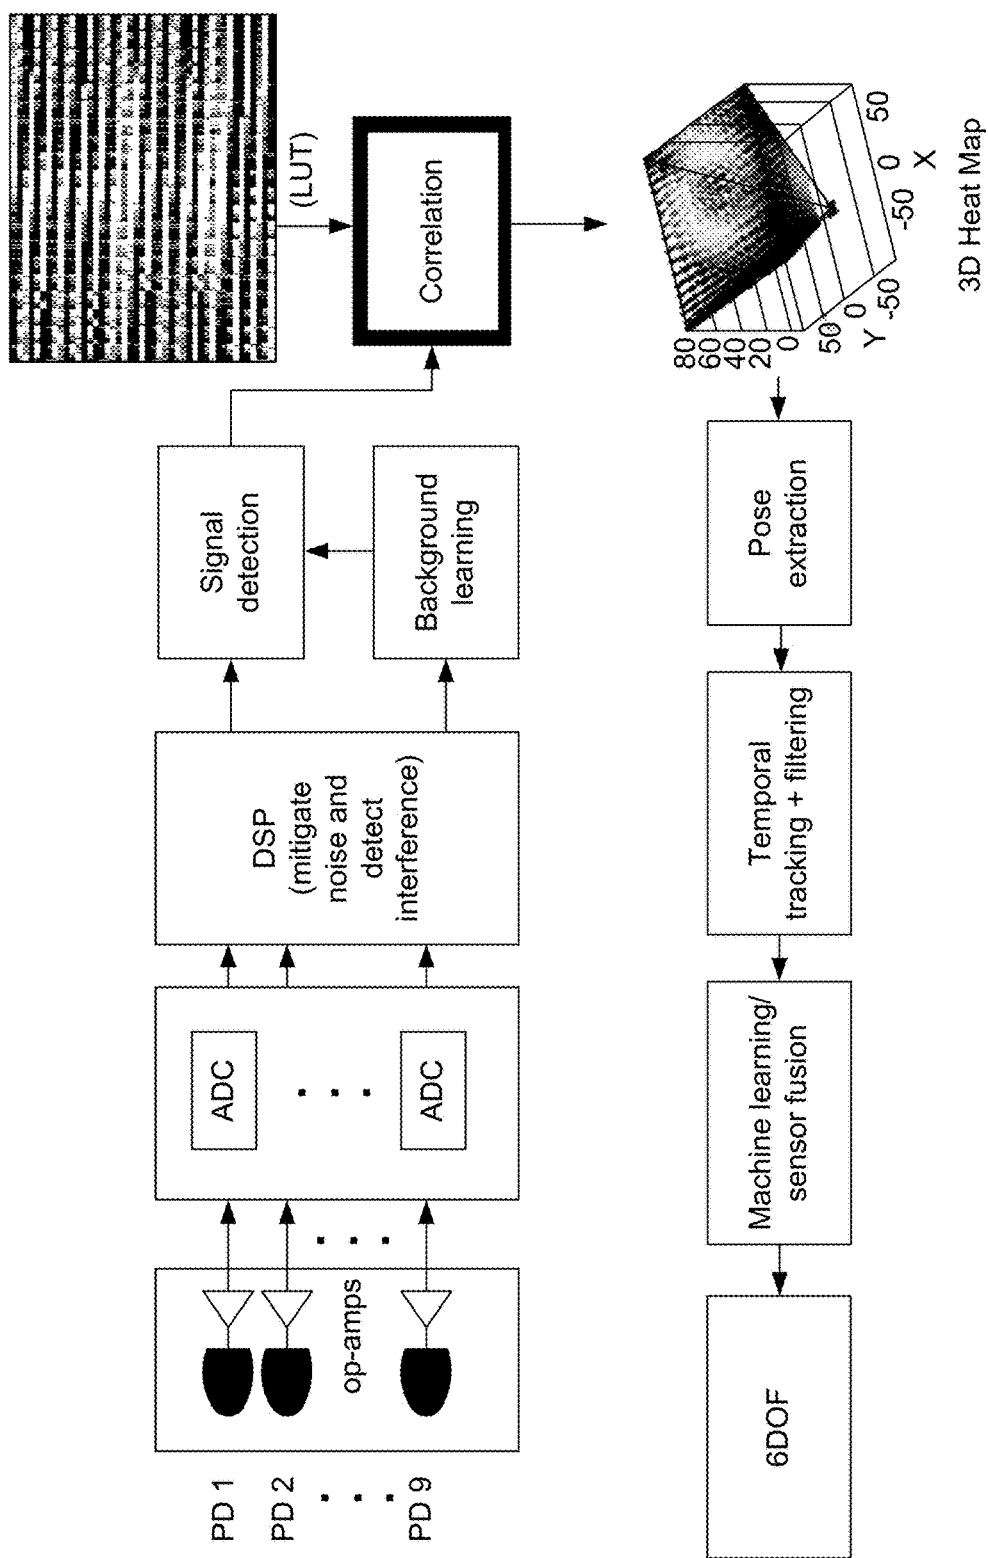 PD 1
PD 2
PD 9
op-amps
ADC
ADC
DSP
(mitigate
noise and
detect
interference)
Signal
detection
Background
learning
(LUT)
Correlation
80
60
40
20
0
50
0
-50
Y
-50
0
50
X
3D Heat Map
Pose
extraction
Temporal
tracking + filtering
Machine learning/
sensor fusion
6DOF